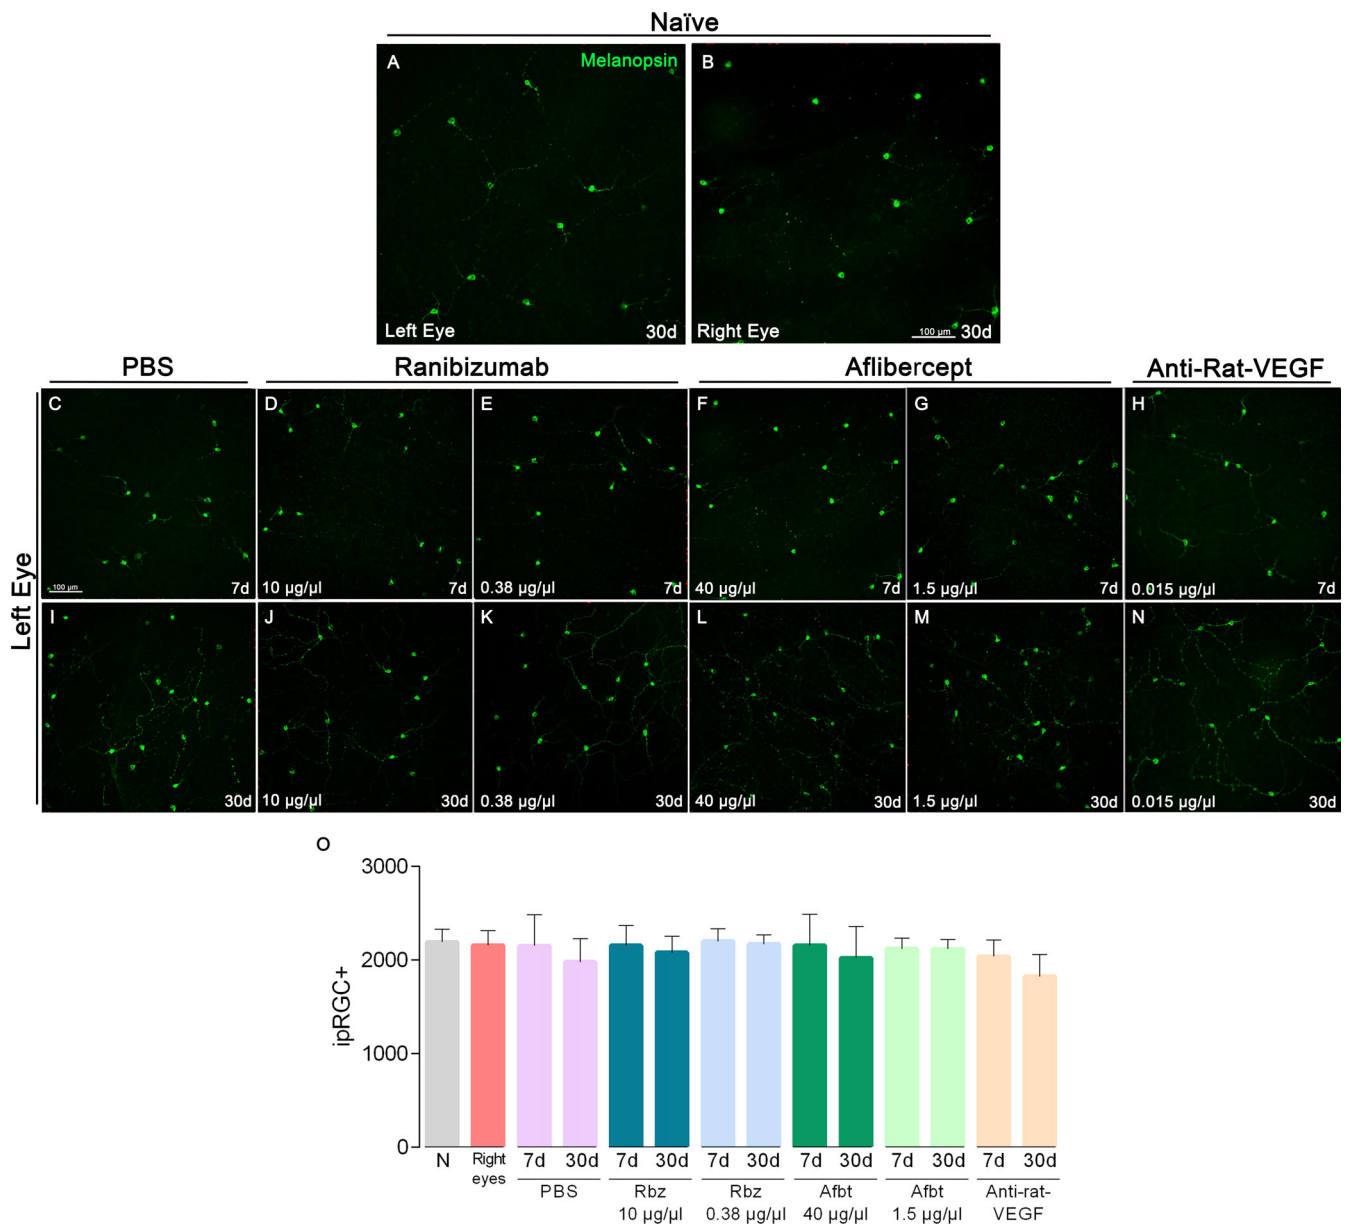 Naïve
A
Melanopsin
Left Eye
30d
B
Right Eye
100 µm
30d
PBS
Ranibizumab
Aflibercept
Anti-Rat-VEGF
Left Eye
C
100 µm
7d
D
10 µg/µl
7d
E
0.38 µg/µl
7d
F
40 µg/µl
7d
G
1.5 µg/µl
7d
H
0.015 µg/µl
7d
I
30d
J
10 µg/µl
30d
K
0.38 µg/µl
30d
L
40 µg/µl
30d
M
1.5 µg/µl
30d
N
0.015 µg/µl
30d
O
ipRGC+
3000
2000
1000
0
N
Right
eyes
7d 30d
PBS
7d 30d
Rbz
10 µg/µl
7d 30d
Rbz
0.38 µg/µl
7d 30d
Afbt
40 µg/µl
7d 30d
Afbt
1.5 µg/µl
7d 30d
Anti-rat-
VEGF